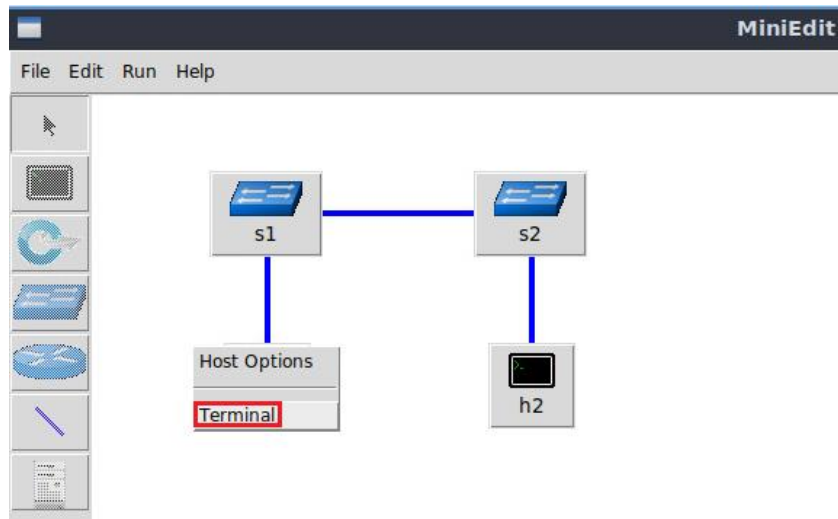 MiniEdit
File Edit Run Help
s1
s2
Host Options
Terminal
h2